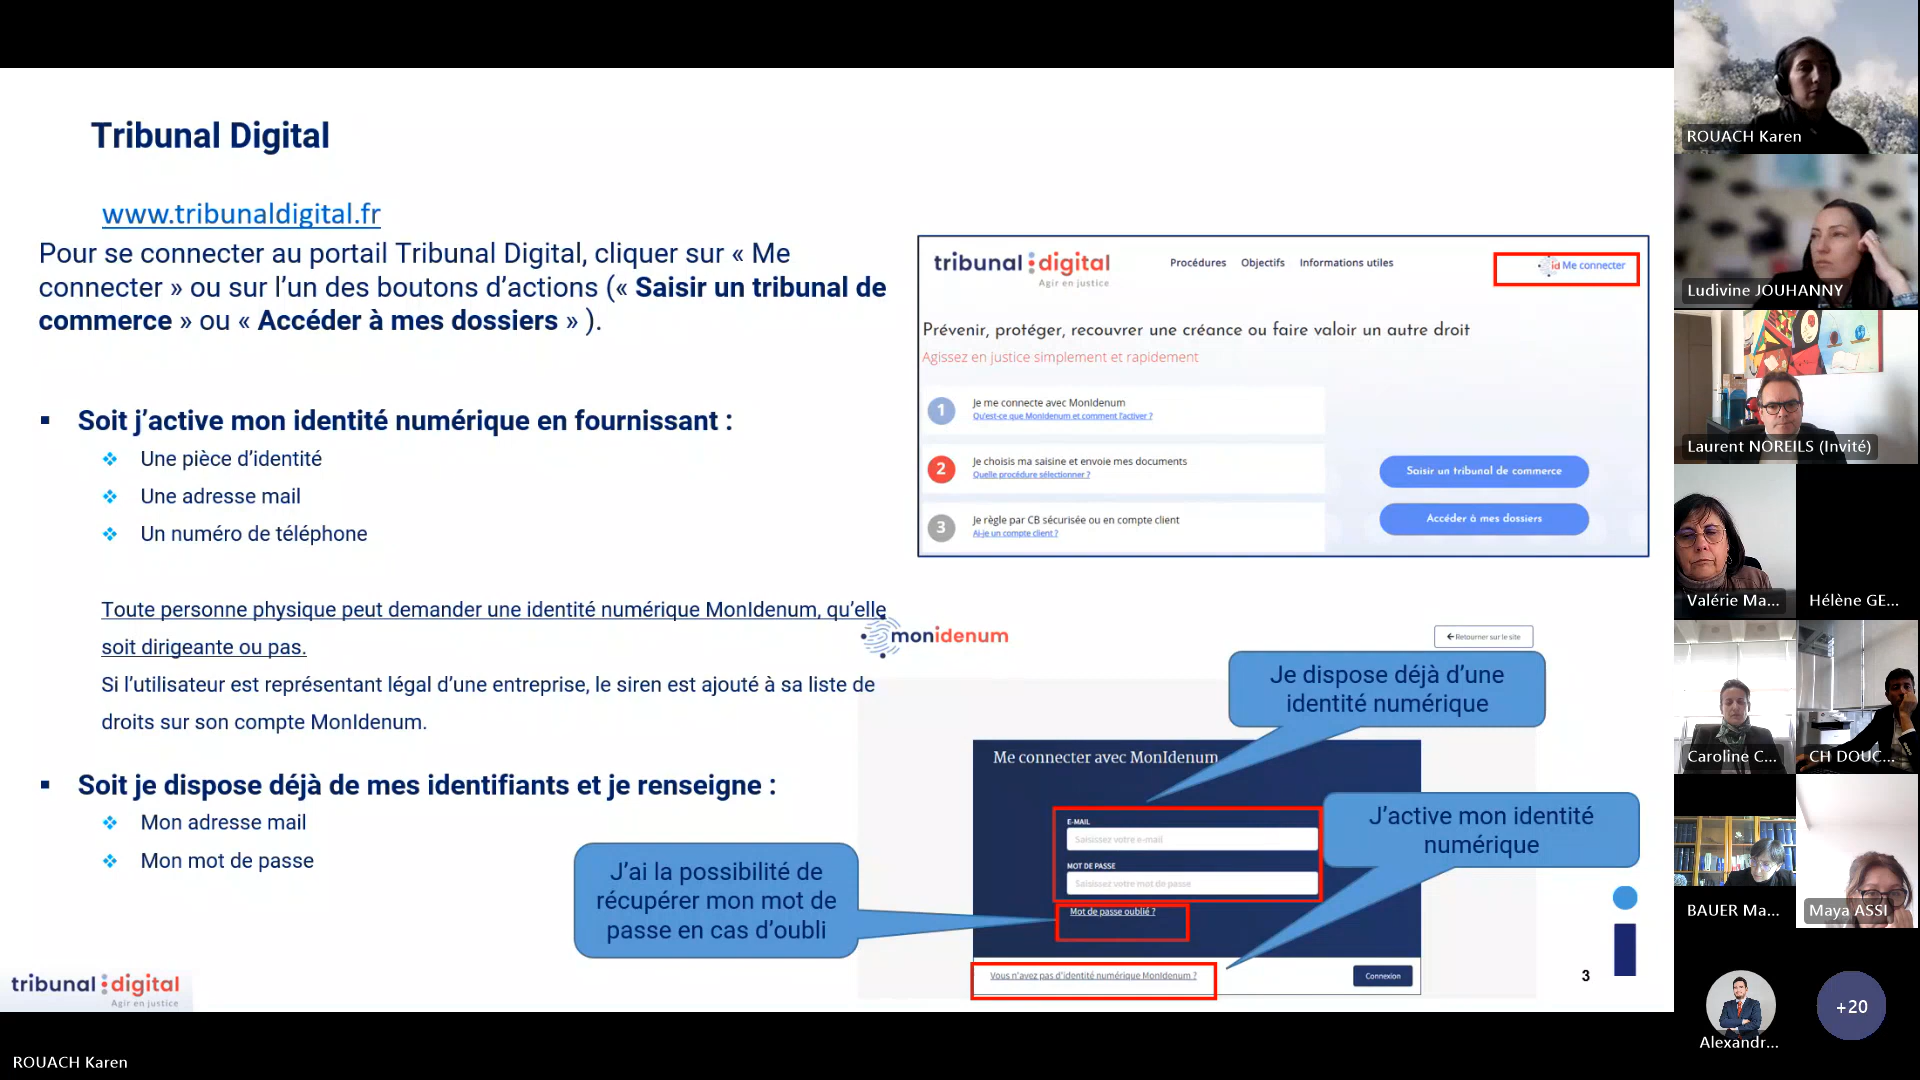 Tribunal Digital
www.tribunaldigital.fr
Pour se connecter au portail Tribunal Digital, cliquer sur « Me
connecter » ou sur l’un des boutons d’actions (« Saisir un tribunal de
commerce » ou « Accéder à mes dossiers » ).
▪ Soit j’active mon identité numérique en fournissant :
❖ Une pièce d’identité
❖ Une adresse mail
❖ Un numéro de téléphone
Toute personne physique peut demander une identité numérique MonIdenum, qu’elle
soit dirigeante ou pas.
Si l’utilisateur est représentant légal d’une entreprise, le siren est ajouté à sa liste de
droits sur son compte MonIdenum.
▪ Soit je dispose déjà de mes identifiants et je renseigne :
❖ Mon adresse mail
❖ Mon mot de passe
J’ai la possibilité de
récupérer mon mot de
passe en cas d’oubli
tribunal digital
Agir en justice
tribunal digital
Agir en justice
Procédures Objectifs Informations utiles
id Me connecter
Prévenir, protéger, recouvrer une créance ou faire valoir un autre droit
Agissez en justice simplement et rapidement
1 Je me connecte avec MonIdenum
Qu'est-ce que MonIdenum et comment l'activer ?
2 Je choisis ma saisine et envoie mes documents
Quelle procédure sélectionner ?
3 Je règle par CB sécurisée ou en compte client
Ai-je un compte client ?
Saisir un tribunal de commerce
Accéder à mes dossiers
monidenum
Retourner sur le site
Je dispose déjà d’une
identité numérique
Me connecter avec MonIdenum
E-MAIL
Saisissez votre e-mail
MOT DE PASSE
Saisissez votre mot de passe
Mot de passe oublié ?
J’active mon identité
numérique
Vous n'avez pas d'identité numérique MonIdenum ?
Connexion
3
ROUACH Karen
ROUACH Karen
Ludivine JOUHANNY
Laurent NOREILS (Invité)
Valérie Ma...
Hélène GE...
Caroline C...
CH DOUC...
BAUER Ma...
Maya ASSI
Alexandr...
+20